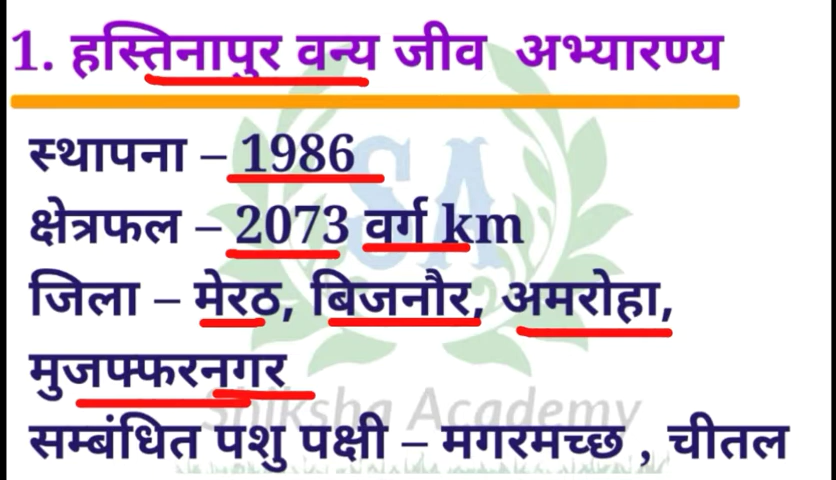 1. हस्तिनापुर वन्य जीव अभ्यारण्य
स्थापना – 1986
क्षेत्रफल – 2073 वर्ग km
जिला – मेरठ, बिजनौर, अमरोहा,
मुजफ्फरनगर
Shiksha Academy
सम्बंधित पशु पक्षी – मगरमच्छ , चीतल
SA